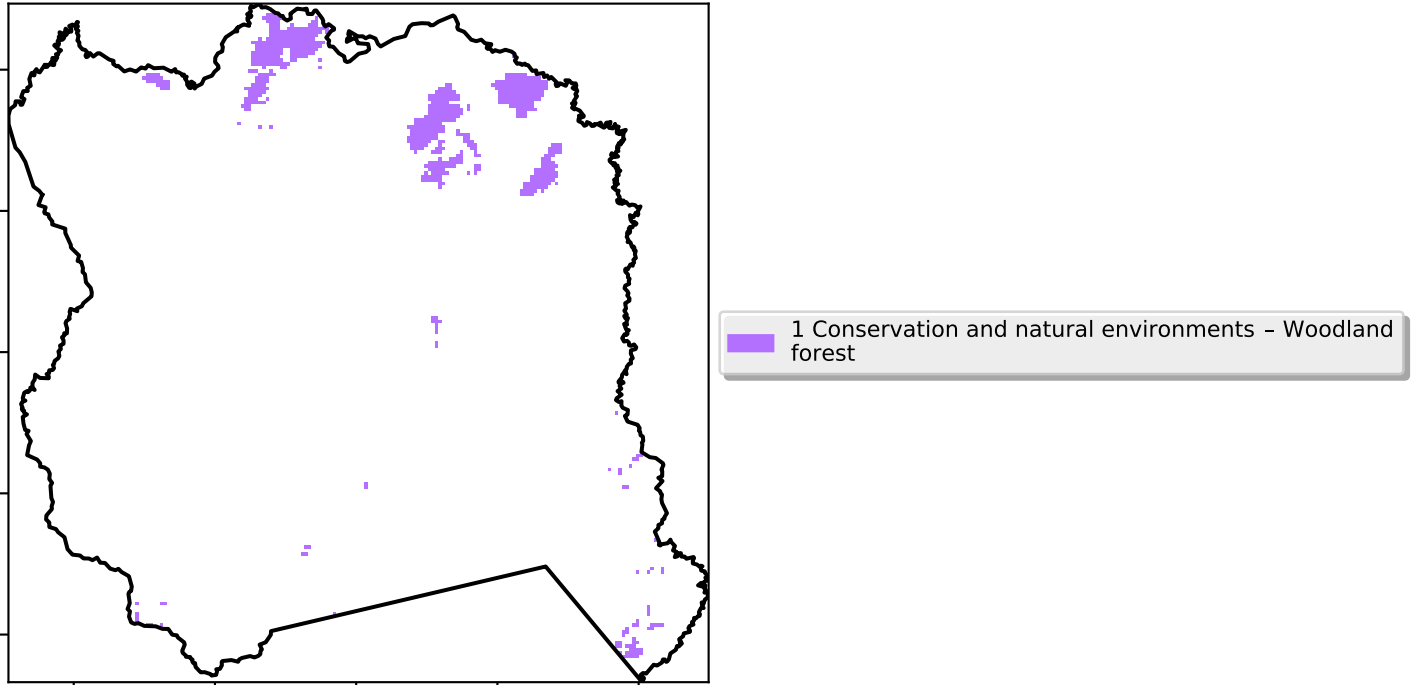 1 Conservation and natural environments – Woodland
forest